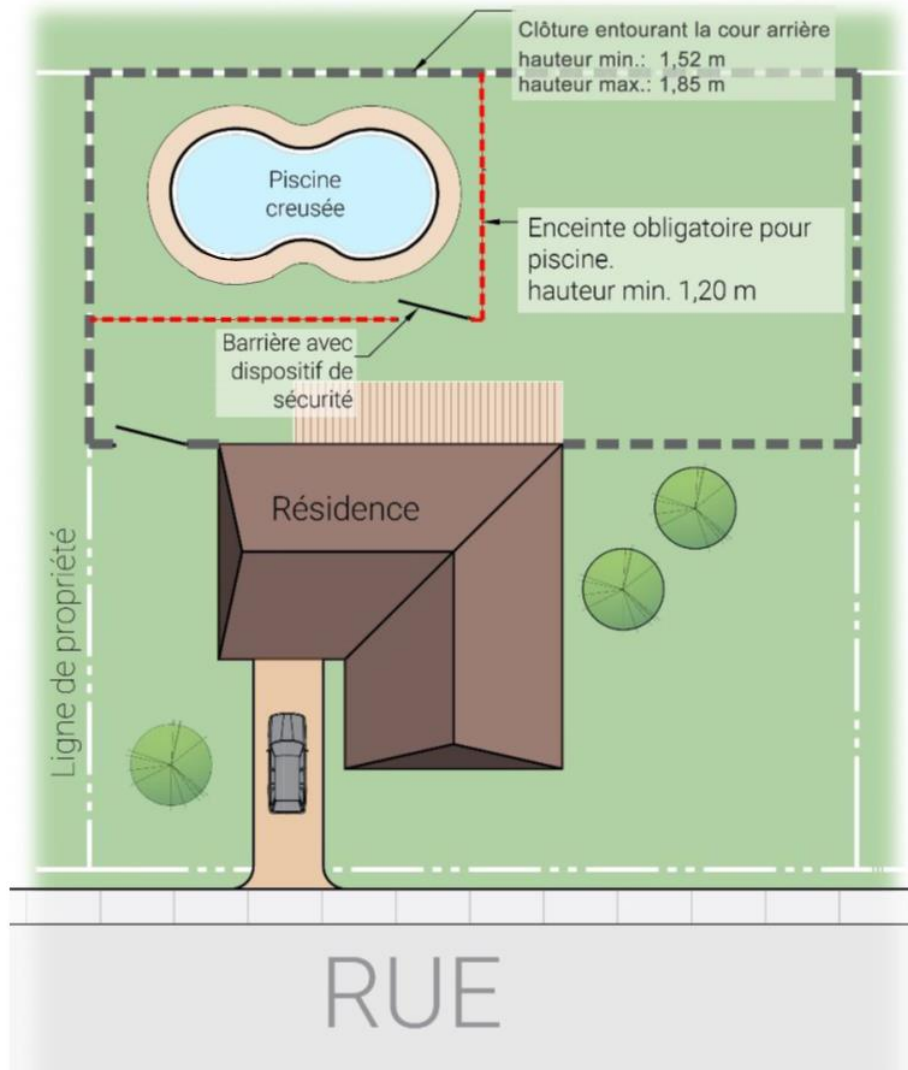 Clôture entourant la cour arrière
hauteur min.: 1,52 m
hauteur max.: 1,85 m
Piscine
creusée
Enceinte obligatoire pour
piscine.
hauteur min. 1,20 m
Barrière avec
dispositif de
sécurité
Résidence
Ligne de propriété
RUE